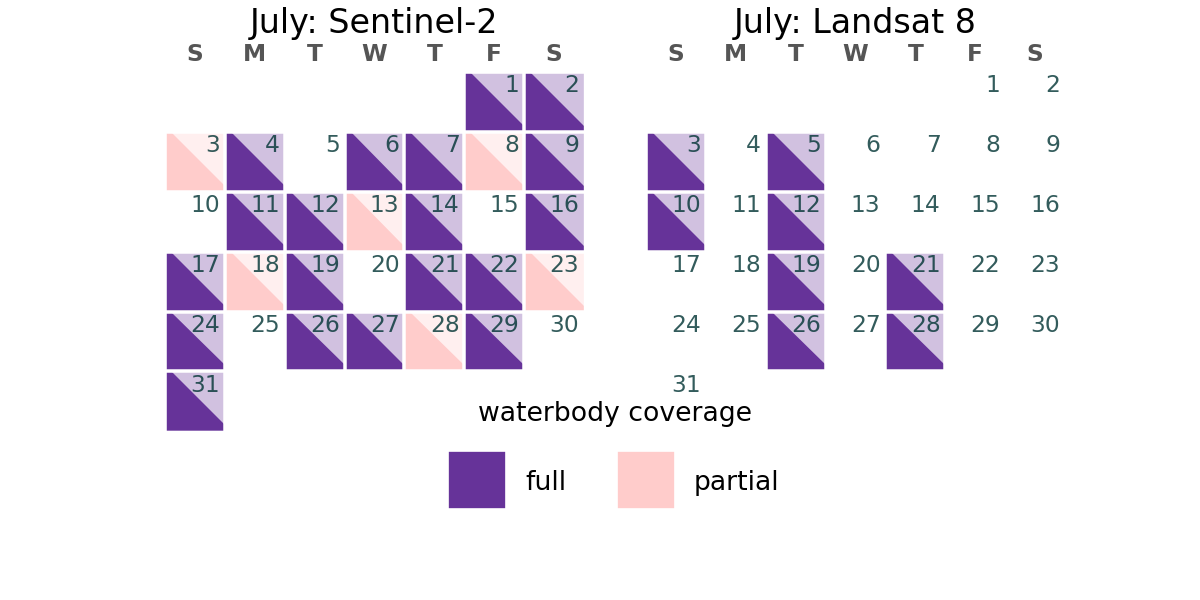 July: Sentinel-2
S M T W T F S
1 2
3 4 5 6 7 8 9
10 11 12 13 14 15 16
17 18 19 20 21 22 23
24 25 26 27 28 29 30
31
July: Landsat 8
S M T W T F S
1 2
3 4 5 6 7 8 9
10 11 12 13 14 15 16
17 18 19 20 21 22 23
24 25 26 27 28 29 30
31
waterbody coverage
full partial